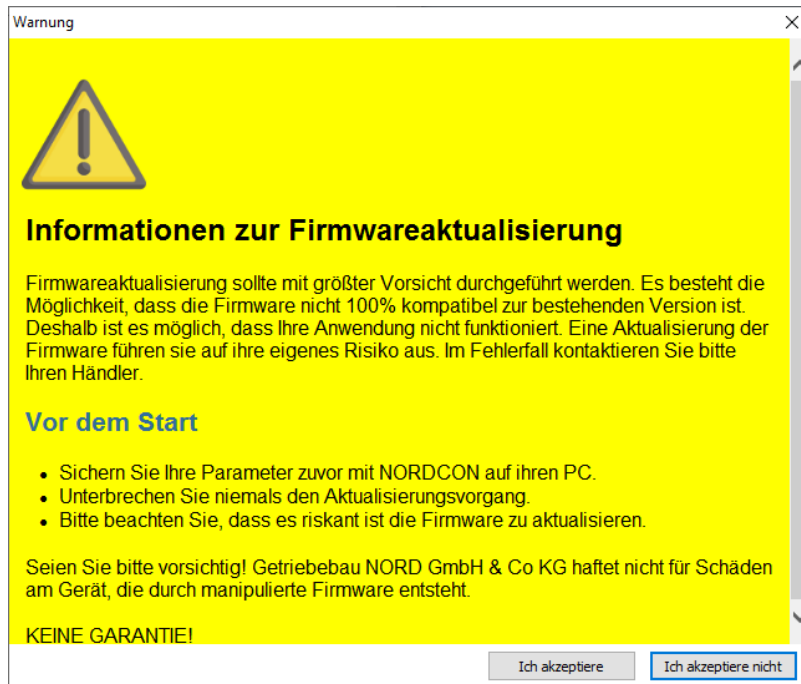 Warnung
Informationen zur Firmwareaktualisierung
Firmwareaktualisierung sollte mit größter Vorsicht durchgeführt werden. Es besteht die
Möglichkeit, dass die Firmware nicht 100% kompatibel zur bestehenden Version ist.
Deshalb ist es möglich, dass Ihre Anwendung nicht funktioniert. Eine Aktualisierung der
Firmware führen sie auf ihre eigenes Risiko aus. Im Fehlerfall kontaktieren Sie bitte
Ihren Händler.
Vor dem Start
• Sichern Sie Ihre Parameter zuvor mit NORDCON auf ihren PC.
• Unterbrechen Sie niemals den Aktualisierungsvorgang.
• Bitte beachten Sie, dass es riskant ist die Firmware zu aktualisieren.
Seien Sie bitte vorsichtig! Getriebebau NORD GmbH & Co KG haftet nicht für Schäden
am Gerät, die durch manipulierte Firmware entsteht.
KEINE GARANTIE!
Ich akzeptiere
Ich akzeptiere nicht